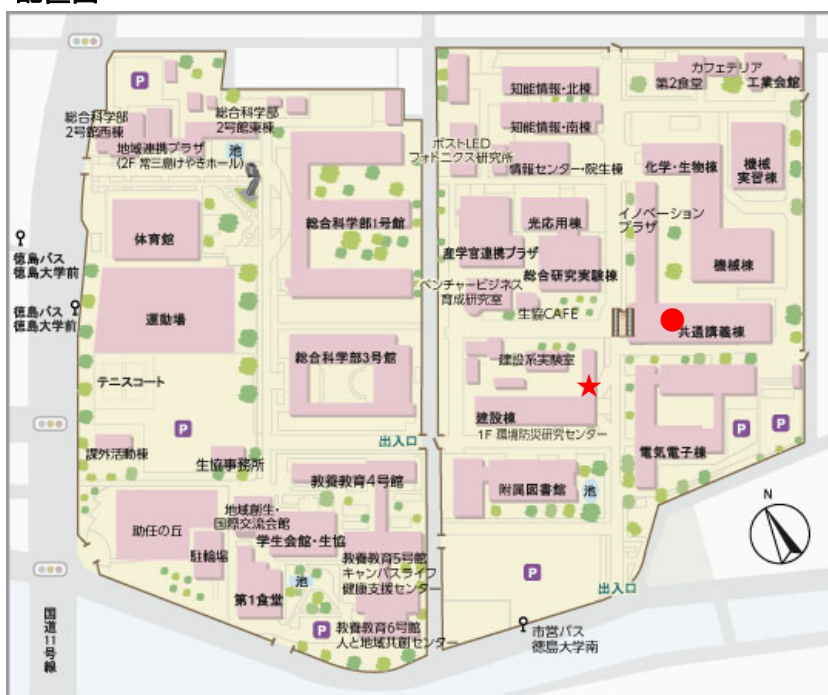 P
総合科学部
2号館西棟
総合科学部
2号館東棟
池
地域連携プラザ
(2F 常三島けやきホール)
体育館
総合科学部1号館
徳島バス
徳島大学前
徳島バス
徳島大学前
運動場
総合科学部3号館
テニスコート
P
課外活動棟
生協事務所
出入口
教養教育4号館
地域創生・
国際交流会館
助任の丘
学生会館・生協
駐輪場
教養教育5号館
キャンパスライフ
健康支援センター
池
第1食堂
P
教養教育6号館
人と地域共創センター
国道11号線
知能情報・北棟
カフェテリア
第2食堂
工業会館
知能情報・南棟
ポストLED
フォトニクス研究所
情報センター・院生棟
化学・生物棟
機械
実習棟
光応用棟
イノベーション
プラザ
産学官連携プラザ
総合研究実験棟
機械棟
ベンチャービジネス
育成研究室
生協CAFE
共通講義棟
建設系実験室
建設棟
1F 環境防災研究センター
電気電子棟
P
P
附属図書館
池
N
P
出入口
市営バス
徳島大学南